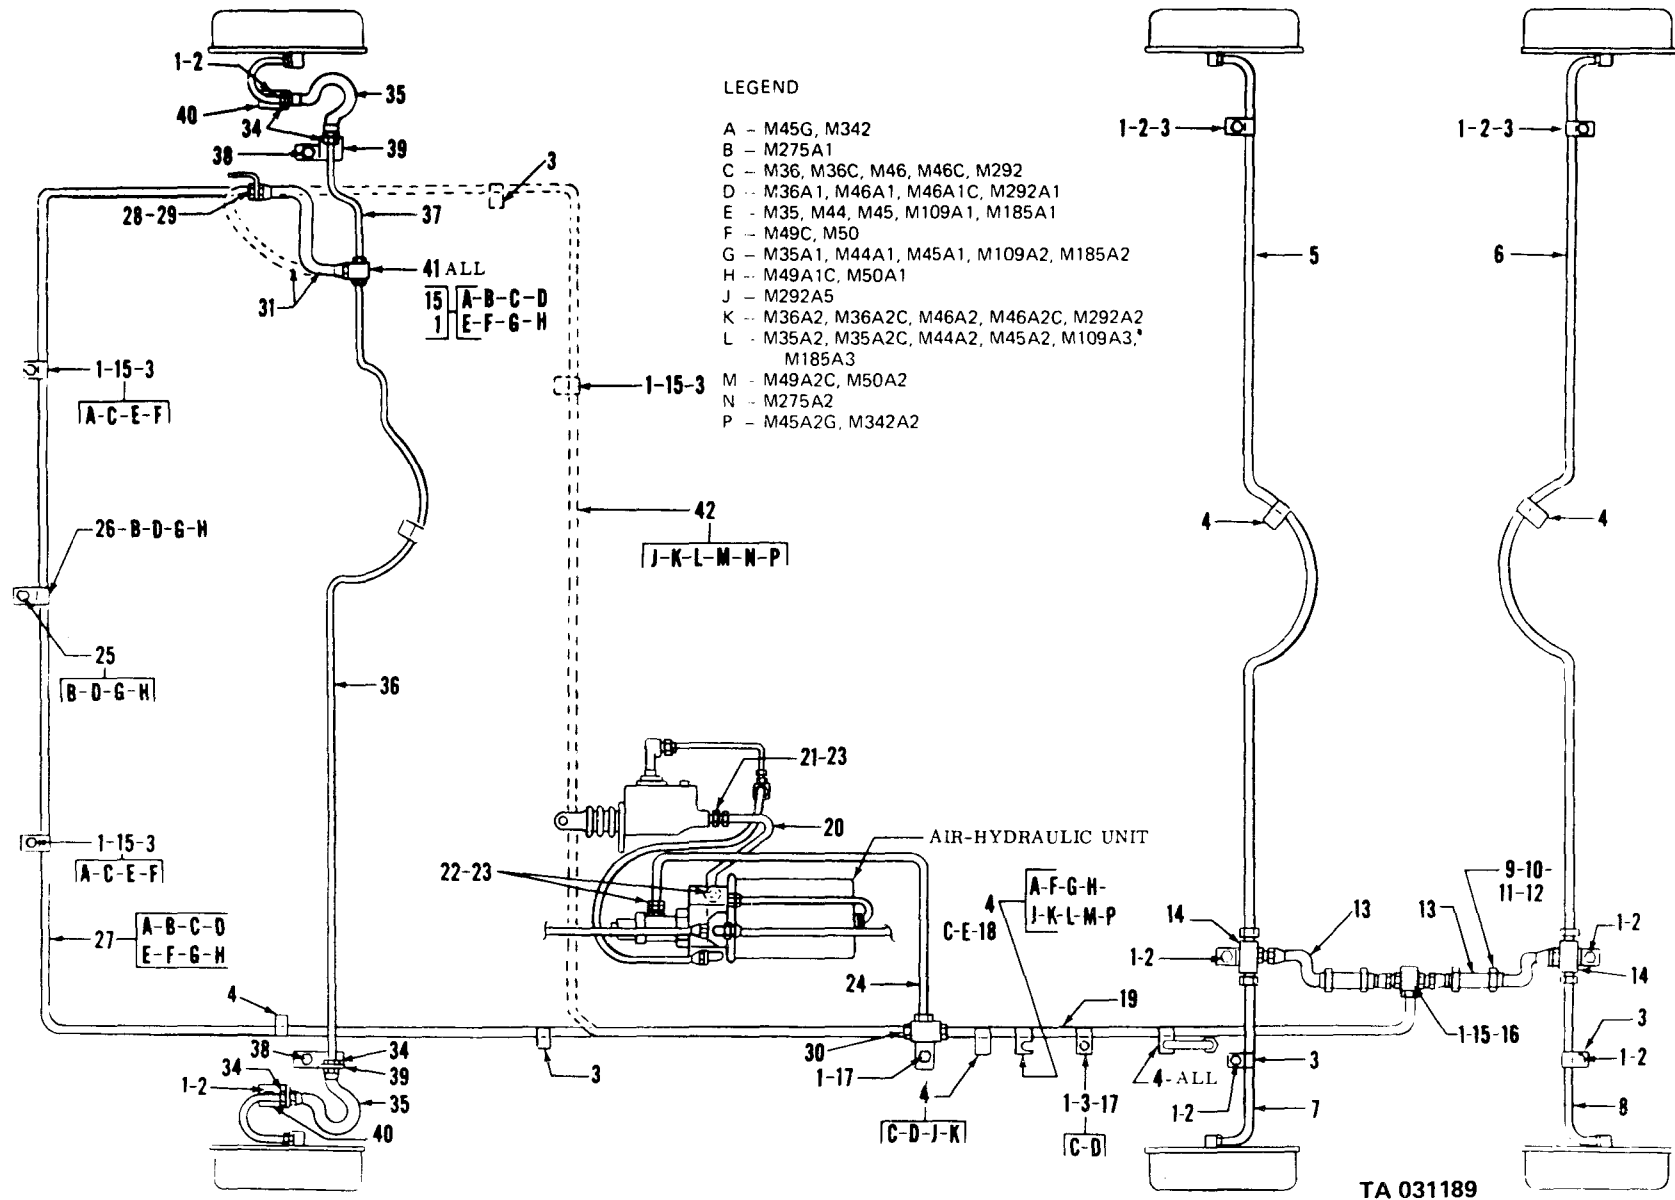 1-2
40
34
35
38
39
3
28-29
37
31
41 ALL
15 A-B-C-D
1 E-F-G-H
1-15-3
A-C-E-F
26-B-D-G-H
25
B-D-G-H
36
1-15-3
A-C-E-F
27
A-B-C-D
E-F-G-H
4
38
34
39
34
1-2
35
40
3
LEGEND
A - M45G, M342
B - M275A1
C - M36, M36C, M46, M46C, M292
D - M36A1, M46A1, M46A1C, M292A1
E - M35, M44, M45, M109A1, M185A1
F - M49C, M50
G - M35A1, M44A1, M45A1, M109A2, M185A2
H - M49A1C, M50A1
J - M292A5
K - M36A2, M36A2C, M46A2, M46A2C, M292A2
L - M35A2, M35A2C, M44A2, M45A2, M109A3,
M185A3
M - M49A2C, M50A2
N - M275A2
P - M45A2G, M342A2
1-15-3
42
J-K-L-M-N-P
21-23
20
AIR-HYDRAULIC UNIT
22-23
A-F-G-H-
4
J-K-L-M-P
C-E-18
24
19
30
1-17
4
C-D-J-K
1-3-17
C-D
4-ALL
1-2-3
5
4
14
1-2
13
3
1-2
7
1-2-3
6
4
9-10-
11-12
13
1-2
14
1-15-16
3
1-2
8
TA 031189